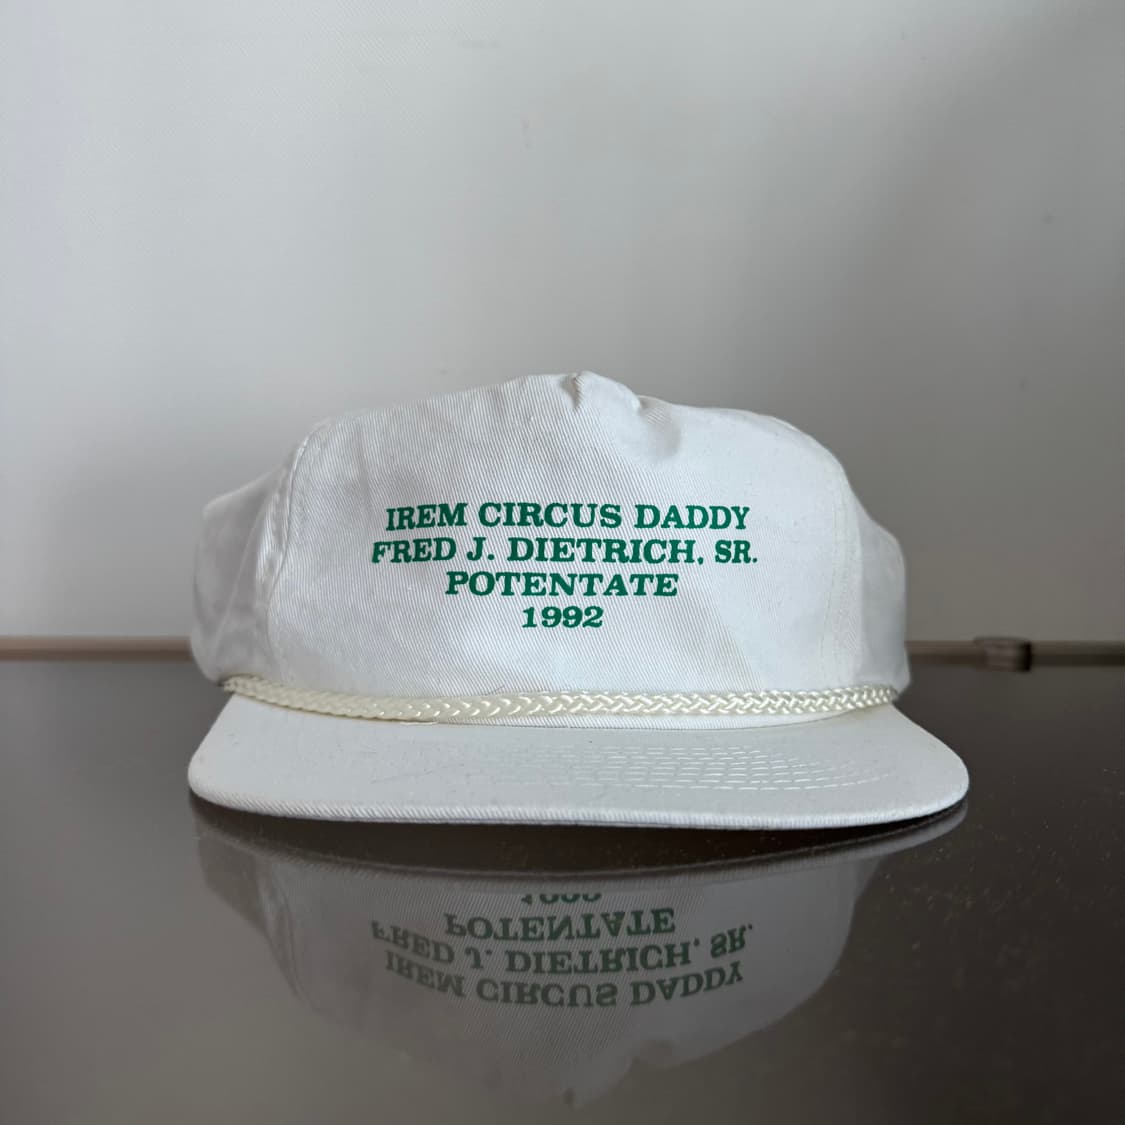 IREM CIRCUS DADDY
FRED J. DIETRICH, SR.
POTENTATE
1992